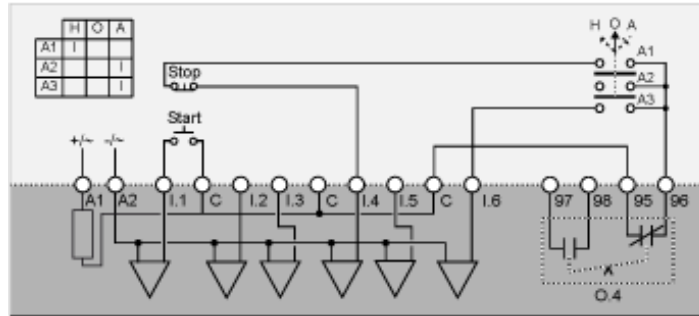 H O A
A1 I
A2 I
A3 I
H O A
A1
A2
A3
Stop
Start
+/~ -/~
A1 A2 I.1 C I.2 I.3 C I.4 I.5 C I.6 97 98 95 96
O.4